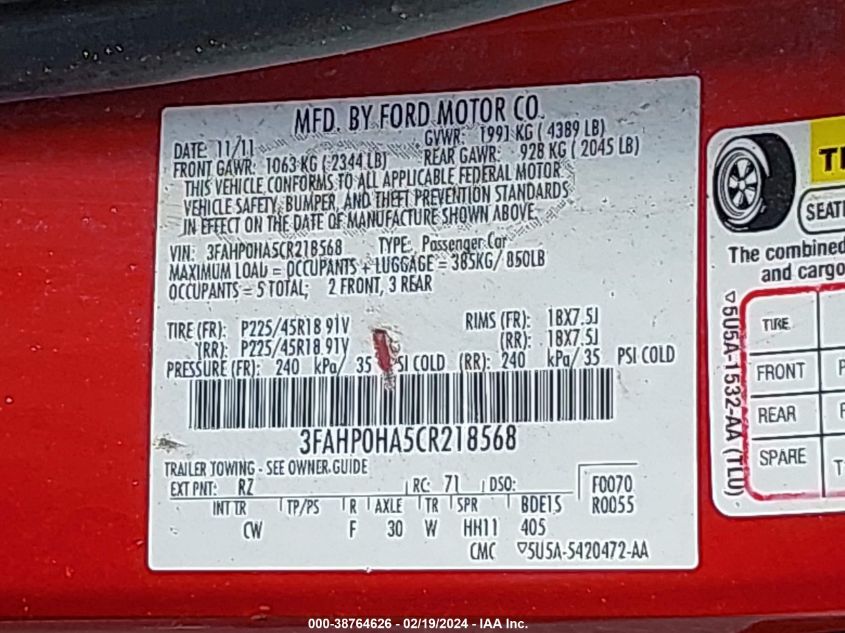 MFD. BY FORD MOTOR CO.
DATE: 11/11 GVWR: 1991 KG ( 4389 LB)
FRONT GAWR: 1063 KG ( 2344 LB) REAR GAWR: 928 KG ( 2045 LB)
THIS VEHICLE CONFORMS TO ALL APPLICABLE FEDERAL MOTOR
VEHICLE SAFETY, BUMPER, AND THEFT PREVENTION STANDARDS
IN EFFECT ON THE DATE OF MANUFACTURE SHOWN ABOVE.
VIN: 3FAHP0HA5CR218568 TYPE: Passenger Car
MAXIMUM LOAD = OCCUPANTS + LUGGAGE = 385KG/ 850LB
OCCUPANTS = 5 TOTAL; 2 FRONT, 3 REAR
TIRE (FR): P225/45R18 91V RIMS (FR): 18X7.5J
(RR): P225/45R18 91V (RR): 18X7.5J
PRESSURE (FR): 240 kPa/ 35 PSI COLD (RR): 240 kPa/ 35 PSI COLD
3FAHP0HA5CR218568
TRAILER TOWING - SEE OWNER GUIDE
EXT PNT: RZ RC: 71 DSO: F0070
R0055
INT TR TP/PS R AXLE TR SPR BDE15
CW F 30 W HH11 405
CMC ▽5U5A-5420472-AA
SEATI
The combined
and cargo
TIRE
FRONT
REAR
SPARE
▽5U5A-1532-AA (TLU)
000-38764626 - 02/19/2024 - IAA Inc.